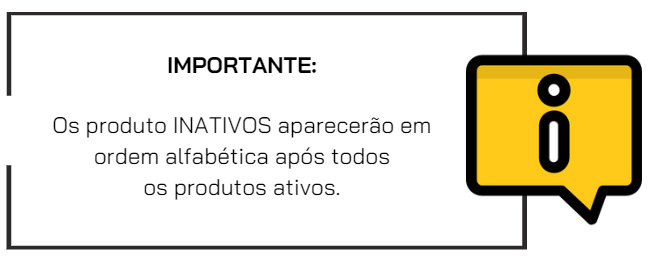 IMPORTANTE:
Os produto INATIVOS aparecerão em
ordem alfabética após todos
os produtos ativos.